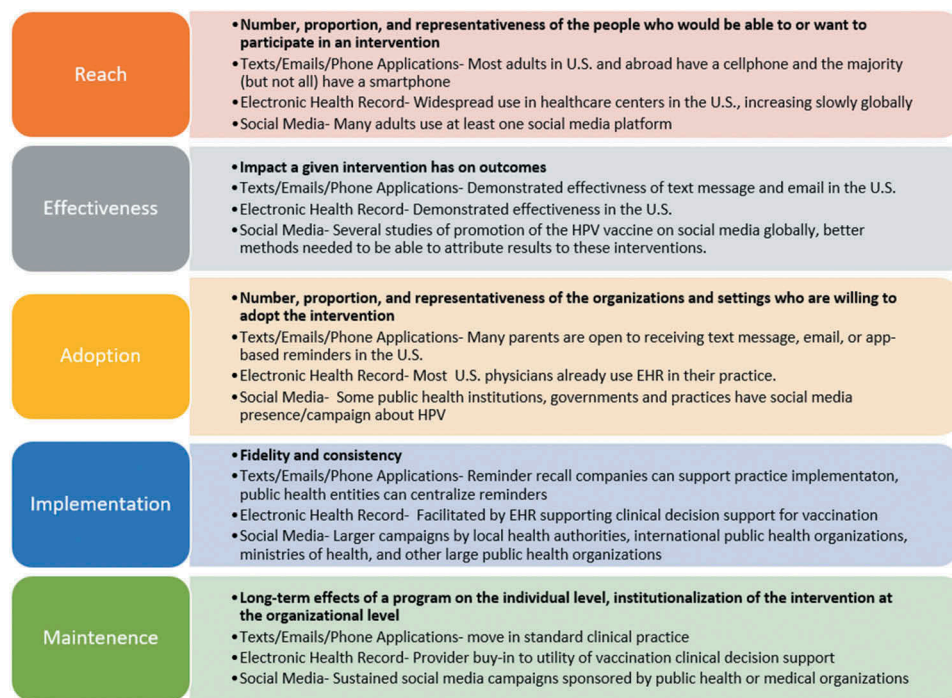 Reach
•Number, proportion, and representativeness of the people who would be able to or want to
participate in an intervention
•Texts/Emails/Phone Applications- Most adults in U.S. and abroad have a cellphone and the majority
(but not all) have a smartphone
•Electronic Health Record- Widespread use in healthcare centers in the U.S., increasing slowly globally
•Social Media- Many adults use at least one social media platform
Effectiveness
•Impact a given intervention has on outcomes
•Texts/Emails/Phone Applications- Demonstrated effectivness of text message and email in the U.S.
•Electronic Health Record- Demonstrated effectiveness in the U.S.
•Social Media- Several studies of promotion of the HPV vaccine on social media globally, better
methods needed to be able to attribute results to these interventions.
Adoption
•Number, proportion, and representativeness of the organizations and settings who are willing to
adopt the intervention
•Texts/Emails/Phone Applications- Many parents are open to receiving text message, email, or app-
based reminders in the U.S.
•Electronic Health Record- Most U.S. physicians already use EHR in their practice.
•Social Media- Some public health institutions, governments and practices have social media
presence/campaign about HPV
Implementation
•Fidelity and consistency
•Texts/Emails/Phone Applications- Reminder recall companies can support practice implementaton,
public health entities can centralize reminders
•Electronic Health Record- Facilitated by EHR supporting clinical decision support for vaccination
•Social Media- Larger campaigns by local health authorities, international public health organizations,
ministries of health, and other large public health organizations
Maintenence
•Long-term effects of a program on the individual level, institutionalization of the intervention at
the organizational level
•Texts/Emails/Phone Applications- move in standard clinical practice
•Electronic Health Record- Provider buy-in to utility of vaccination clinical decision support
•Social Media- Sustained social media campaigns sponsored by public health or medical organizations